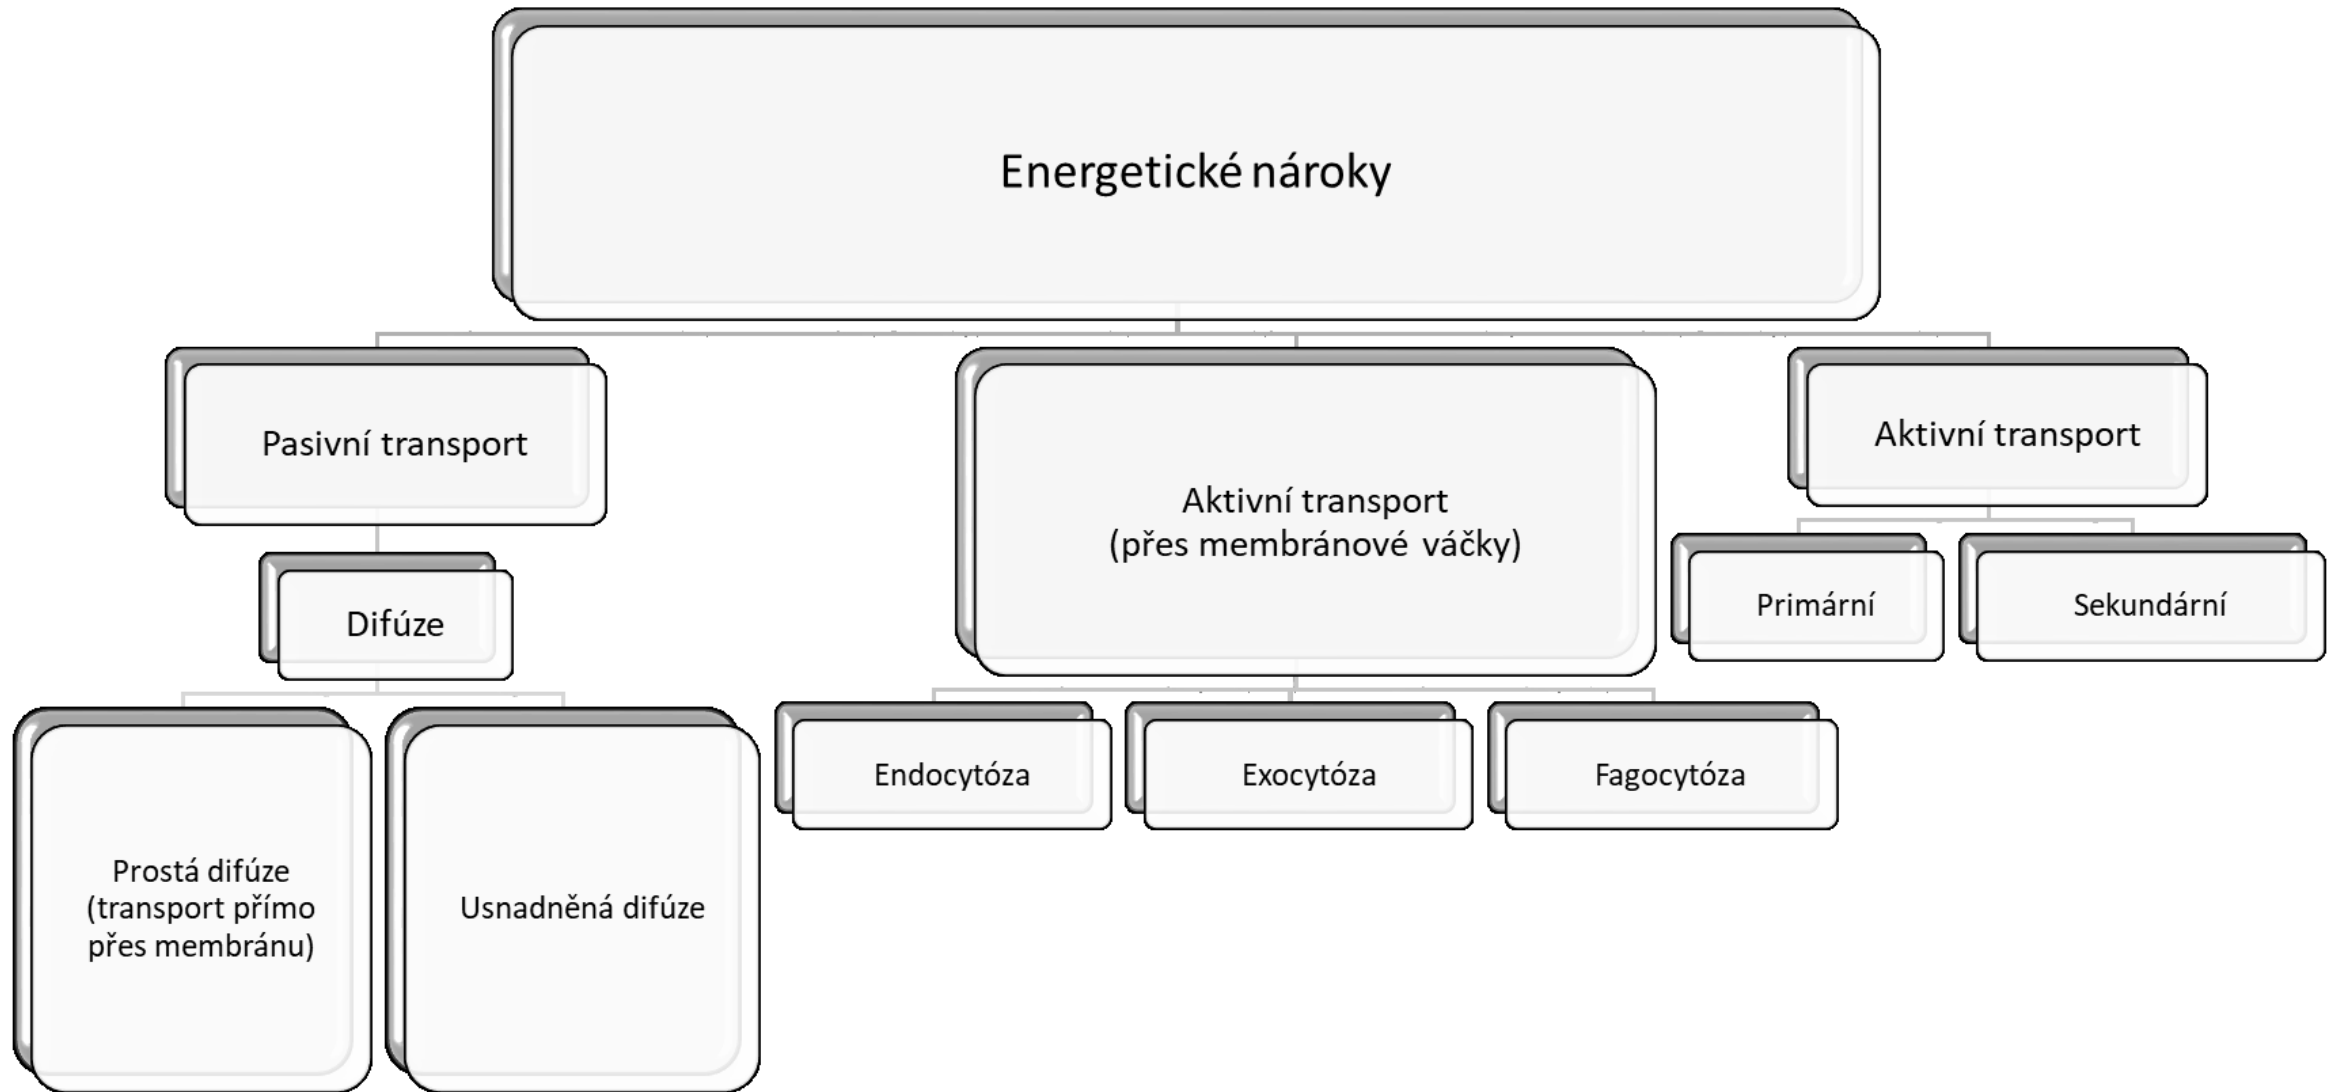 Energetické nároky
Pasivní transport
Aktivní transport
(přes membránové váčky)
Aktivní transport
Difúze
Primární
Sekundární
Endocytóza
Exocytóza
Fagocytóza
Prostá difúze
(transport přímo
přes membránu)
Usnadněná difúze